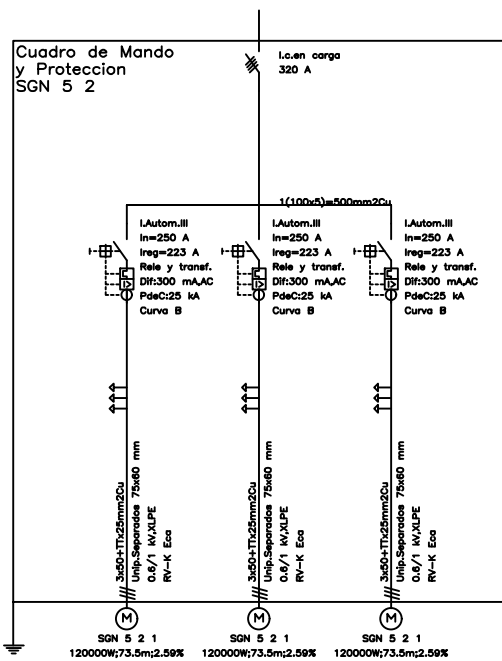 Cuadro de Mando
y Proteccion
SGN 5 2
I.c.en carga
320 A
1(100x5)=500mm2Cu
I.Autom.III
In=250 A
Ireg=223 A
Rele y transf.
Dif:300 mA,AC
PdeC:25 kA
Curva B
I.Autom.III
In=250 A
Ireg=223 A
Rele y transf.
Dif:300 mA,AC
PdeC:25 kA
Curva B
I.Autom.III
In=250 A
Ireg=223 A
Rele y transf.
Dif:300 mA,AC
PdeC:25 kA
Curva B
3x50+TTx25mm2Cu
Unip.Separados 75x60 mm
0.6/1 kV,XLPE
RV-K Eca
3x50+TTx25mm2Cu
Unip.Separados 75x60 mm
0.6/1 kV,XLPE
RV-K Eca
3x50+TTx25mm2Cu
Unip.Separados 75x60 mm
0.6/1 kV,XLPE
RV-K Eca
M
M
M
SGN 5 2 1
120000W;73.5m;2.59%
SGN 5 2 1
120000W;73.5m;2.59%
SGN 5 2 1
120000W;73.5m;2.59%